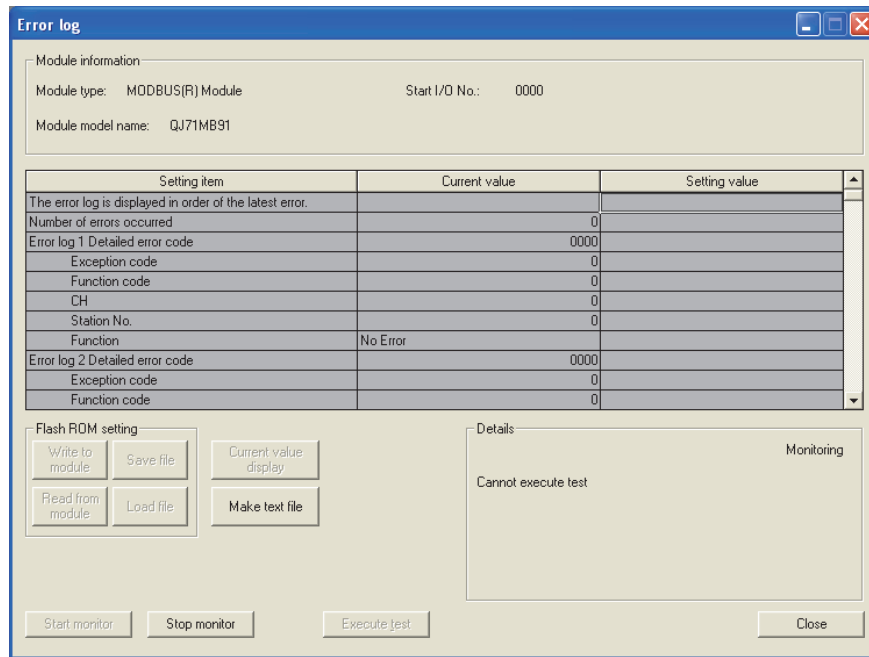 Error log
Module information
Module type: MODBUS(R) Module Start I/O No.: 0000
Module model name: QJ71MB91
Setting item Current value Setting value
The error log is displayed in order of the latest error.
Number of errors occurred 0
Error log 1 Detailed error code 0000
Exception code 0
Function code 0
CH 0
Station No. 0
Function No Error
Error log 2 Detailed error code 0000
Exception code 0
Function code 0
Flash ROM setting
Write to
module
Save file
Current value
display
Read from
module
Load file
Make text file
Details
Monitoring
Cannot execute test
Start monitor Stop monitor Execute test Close